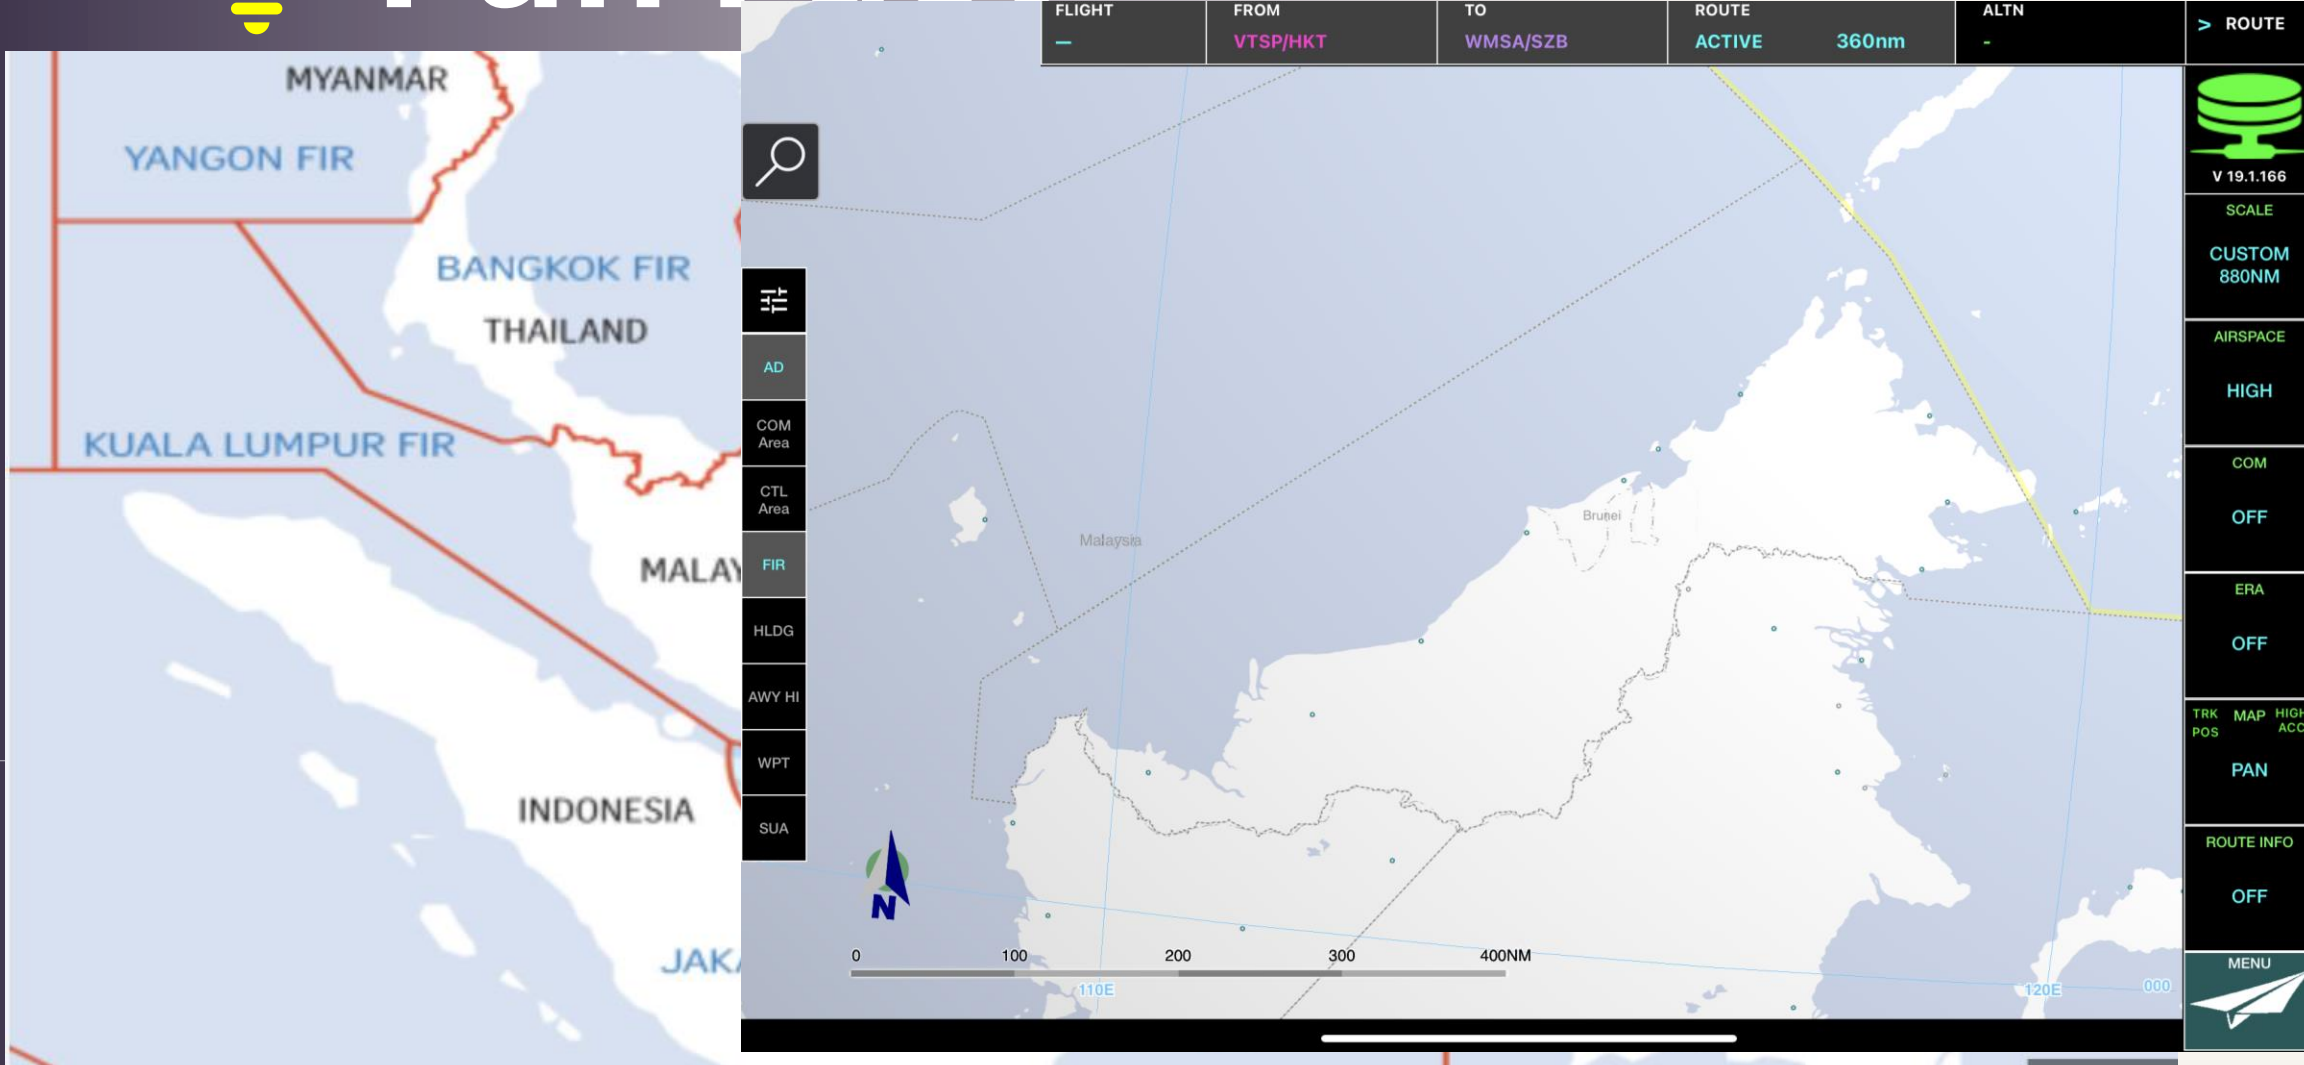 MYANMAR
YANGON FIR
BANGKOK FIR
THAILAND
KUALA LUMPUR FIR
INDONESIA
FLIGHT
—
FROM
VTSP/HKT
TO
WMSA/SZB
ROUTE
ACTIVE 360nm
ALTN
-
> ROUTE
V 19.1.166
SCALE
CUSTOM
880NM
AIRSPACE
HIGH
COM
OFF
ERA
OFF
TRK MAP HIGH
POS ACC
PAN
ROUTE INFO
OFF
MENU
AD
COM
Area
CTL
Area
FIR
HLDG
AWY HI
WPT
SUA
Malaysia
Brunei
N
0 100 200 300 400NM
110E
120E
000